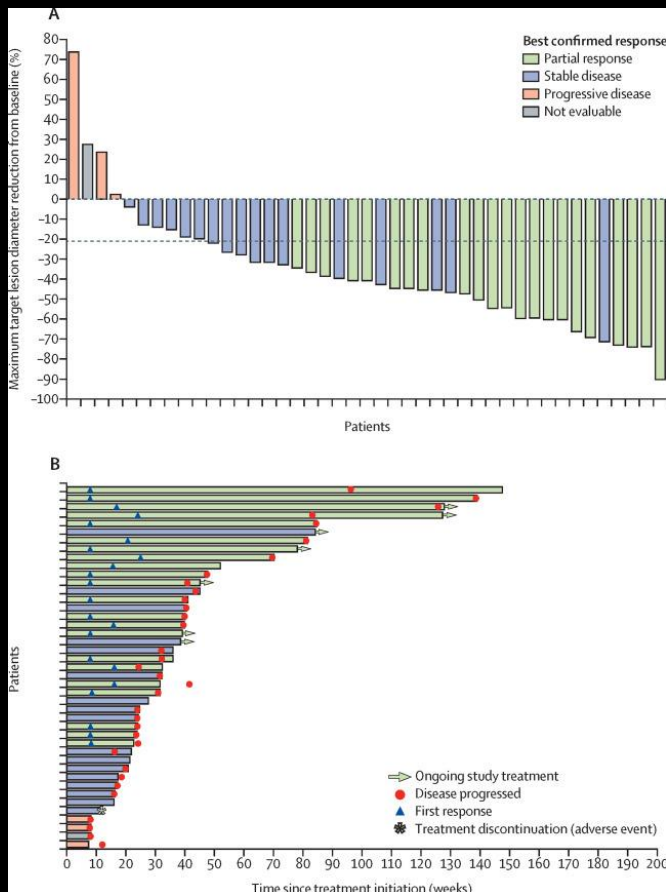 A
Best confirmed response
Partial response
Stable disease
Progressive disease
Not evaluable
Maximum target lesion diameter reduction from baseline (%)
80
70
60
50
40
30
20
10
0
−10
−20
−30
−40
−50
−60
−70
−80
−90
−100
Patients
B
Patients
Ongoing study treatment
Disease progressed
First response
Treatment discontinuation (adverse event)
0 10 20 30 40 50 60 70 80 90 100 110 120 130 140 150 160 170 180 190 200
Time since treatment initiation (weeks)